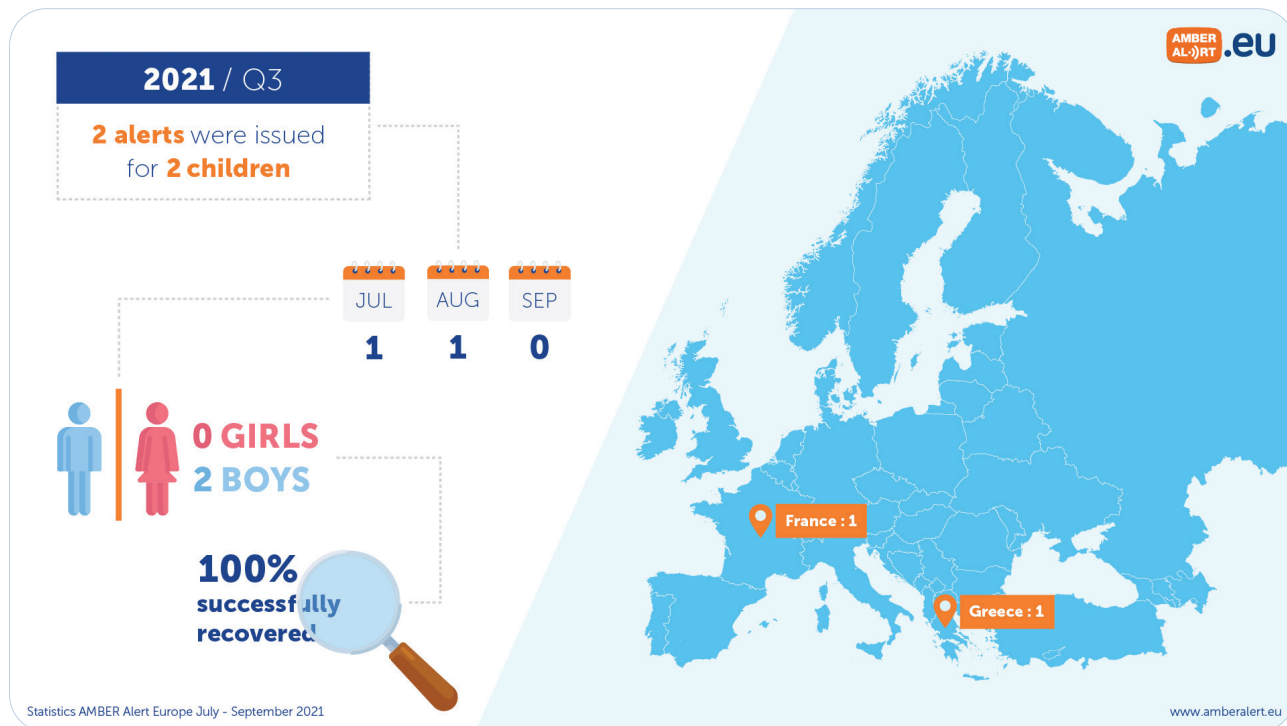 2021 / Q3
2 alerts were issued
for 2 children
JUL
AUG
SEP
1
1
0
0 GIRLS
2 BOYS
100%
successfully
recovered
AMBER
AL·))RT .eu
France : 1
Greece : 1
Statistics AMBER Alert Europe July - September 2021
www.amberalert.eu